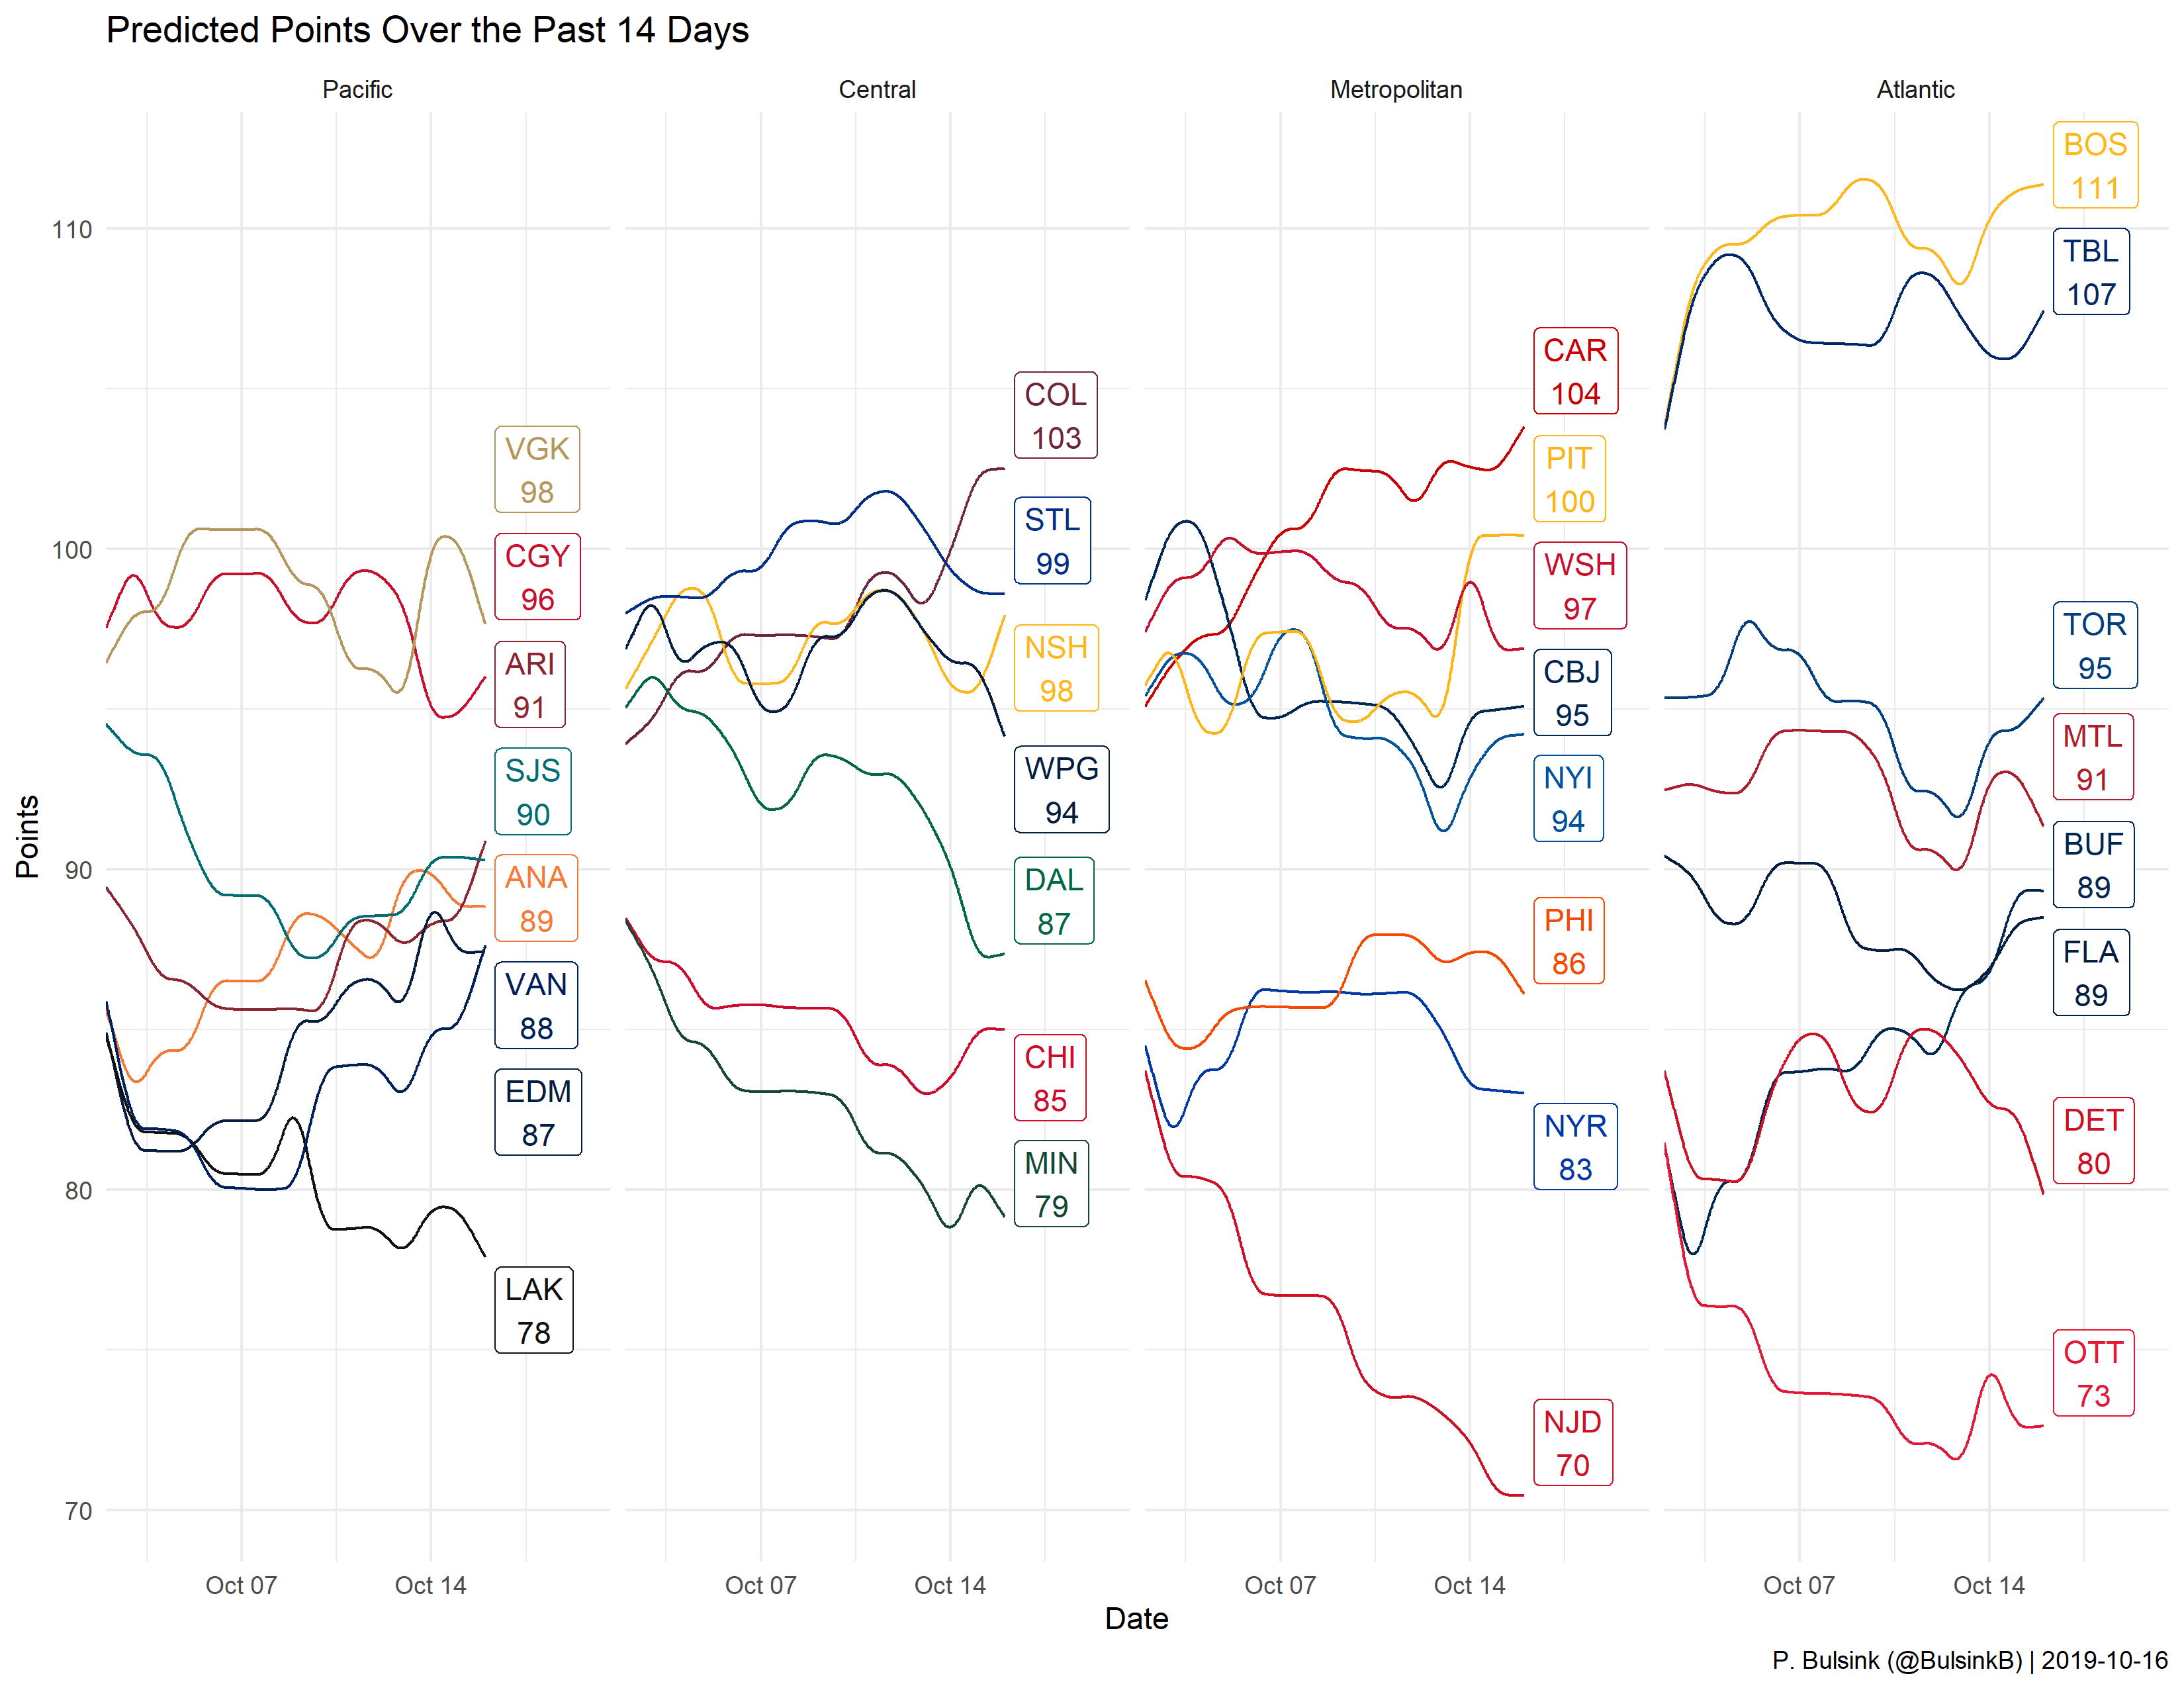 Predicted Points Over the Past 14 Days
Pacific
Central
Metropolitan
Atlantic
Points
110
100
90
80
70
VGK
98
CGY
96
ARI
91
SJS
90
ANA
89
VAN
88
EDM
87
LAK
78
COL
103
STL
99
NSH
98
WPG
94
DAL
87
CHI
85
MIN
79
CAR
104
PIT
100
WSH
97
CBJ
95
NYI
94
PHI
86
NYR
83
NJD
70
BOS
111
TBL
107
TOR
95
MTL
91
BUF
89
FLA
89
DET
80
OTT
73
Oct 07
Oct 14
Oct 07
Oct 14
Oct 07
Oct 14
Oct 07
Oct 14
Date
P. Bulsink (@BulsinkB) | 2019-10-16